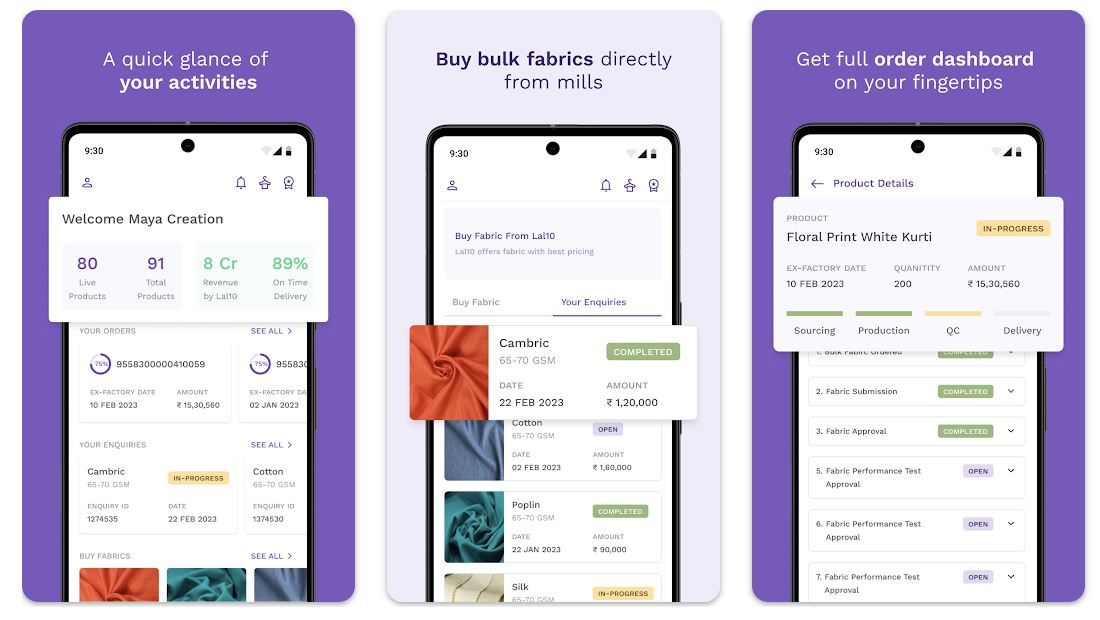 A quick glance of
your activities
9:30
Welcome Maya Creation
80
91
8 Cr
89%
Live
Products
Total
Products
Revenue
by Lal10
On Time
Delivery
YOUR ORDERS
SEE ALL >
75%
9558300000410059
75%
955830
EX-FACTORY DATE
AMOUNT
EX-FACTORY DA
10 FEB 2023
₹ 15,30,560
02 JAN 2023
YOUR ENQUIRIES
SEE ALL >
Cambric
65-70 GSM
IN-PROGRESS
Cotton
65-70 GSM
ENQUIRY ID
DATE
ENQUIRY ID
1274535
22 FEB 2023
1374530
BUY FABRICS
SEE ALL >
Buy bulk fabrics directly
from mills
9:30
Buy Fabric From Lal10
Lal10 offers fabric with best pricing
Buy Fabric
Your Enquiries
Cambric
65-70 GSM
COMPLETED
DATE
AMOUNT
22 FEB 2023
₹ 1,20,000
Cotton
65-70 GSM
OPEN
DATE
AMOUNT
02 FEB 2023
₹ 1,60,000
Poplin
65-70 GSM
COMPLETED
DATE
AMOUNT
22 JAN 2023
₹ 90,000
Silk
65-70 GSM
IN-PROGRESS
Get full order dashboard
on your fingertips
9:30
← Product Details
PRODUCT
Floral Print White Kurti
IN-PROGRESS
EX-FACTORY DATE
QUANITITY
AMOUNT
10 FEB 2023
200
₹ 15,30,560
Sourcing
Production
QC
Delivery
1. Bulk Fabirc Ordered
COMPLETED
2. Fabric Submission
COMPLETED
3. Fabric Approval
COMPLETED
5. Fabric Performance Test
Approval
OPEN
6. Fabric Performance Test
Approval
OPEN
7. Fabric Performance Test
Approval
OPEN